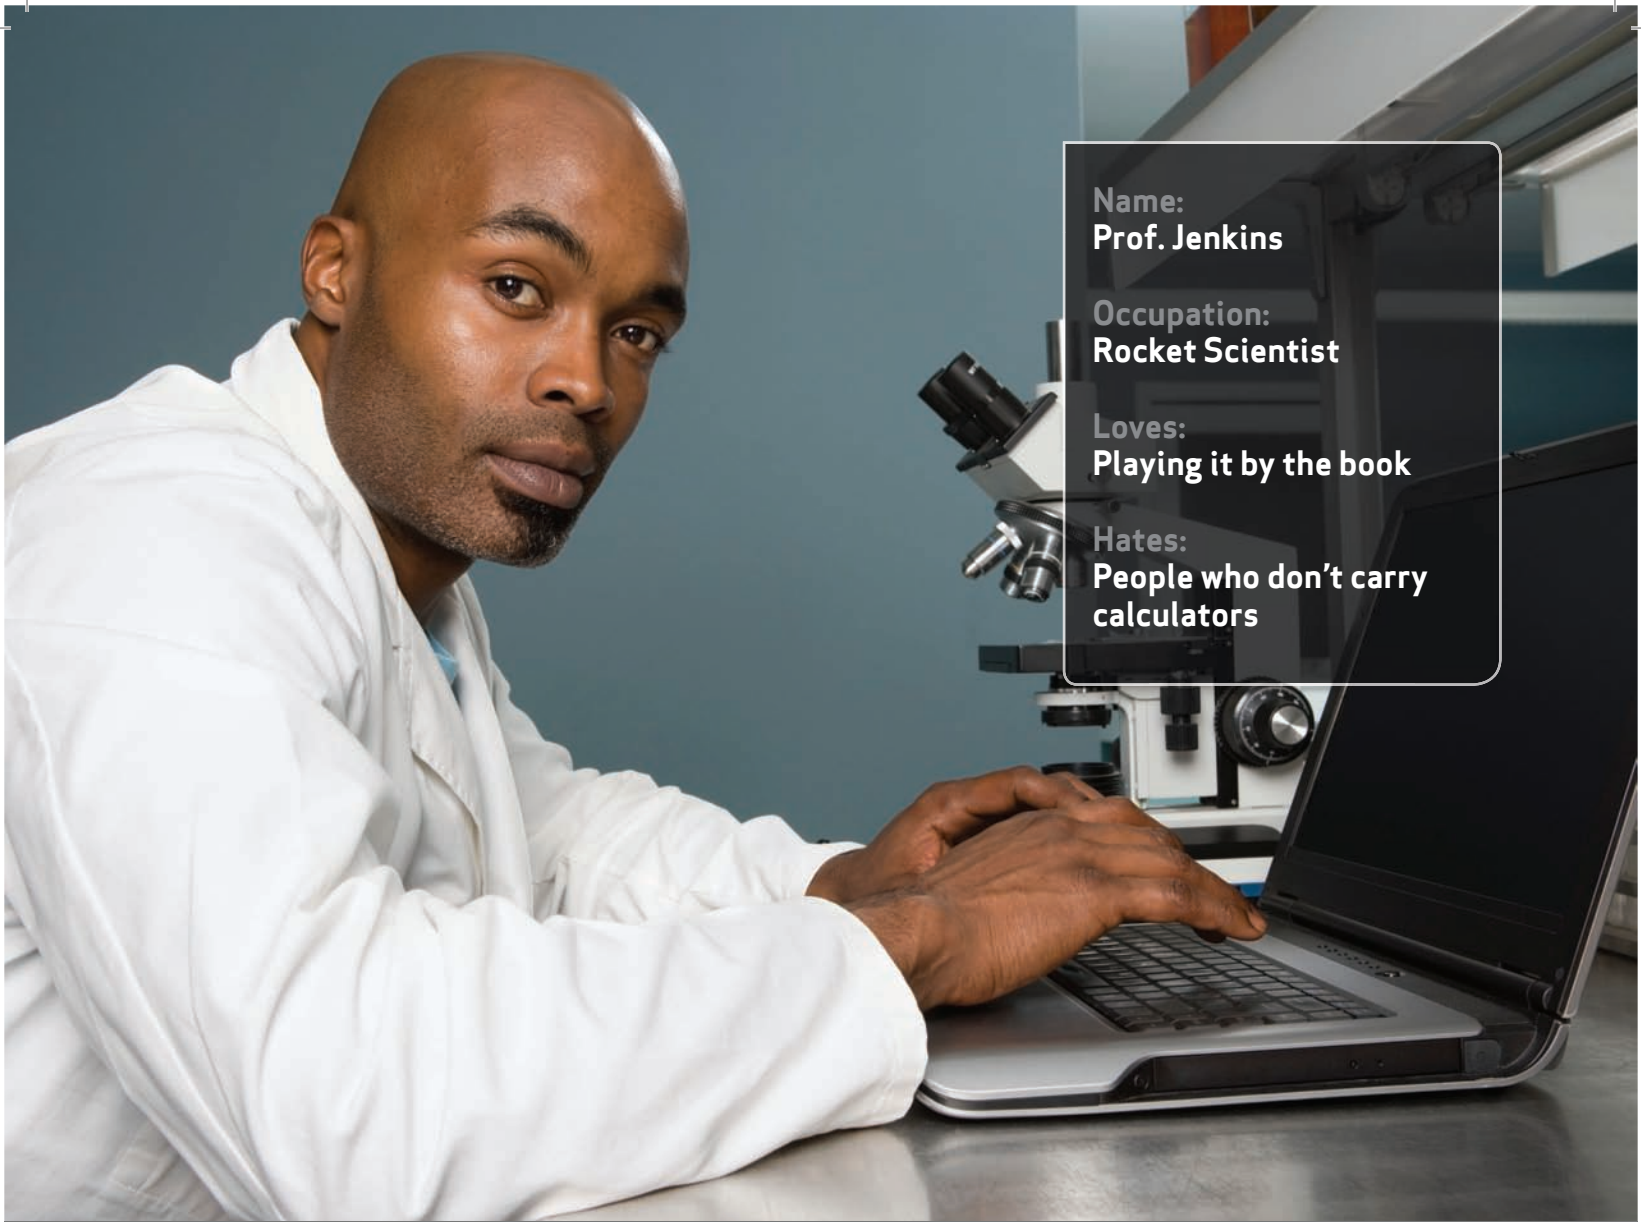 Name:
Prof. Jenkins
Occupation:
Rocket Scientist
Loves:
Playing it by the book
Hates:
People who don’t carry
calculators